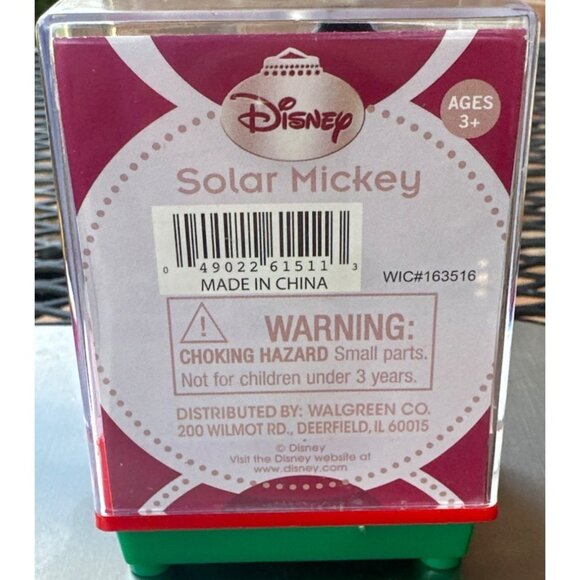 Disney
AGES
3+
Solar Mickey
0 49022 61511 3
MADE IN CHINA
WIC#163516
WARNING:
CHOKING HAZARD Small parts.
Not for children under 3 years.
DISTRIBUTED BY: WALGREEN CO.
200 WILMOT RD., DEERFIELD, IL 60015
© Disney
Visit the Disney website at
www.disney.com